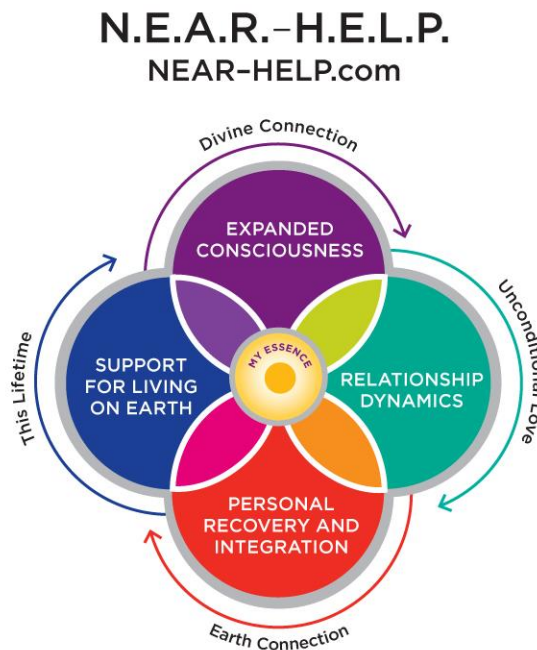 N.E.A.R.–H.E.L.P.
NEAR–HELP.com
Divine Connection
EXPANDED
CONSCIOUSNESS
Unconditional Love
This Lifetime
MY ESSENCE
SUPPORT
FOR LIVING
ON EARTH
RELATIONSHIP
DYNAMICS
PERSONAL
RECOVERY AND
INTEGRATION
Earth Connection